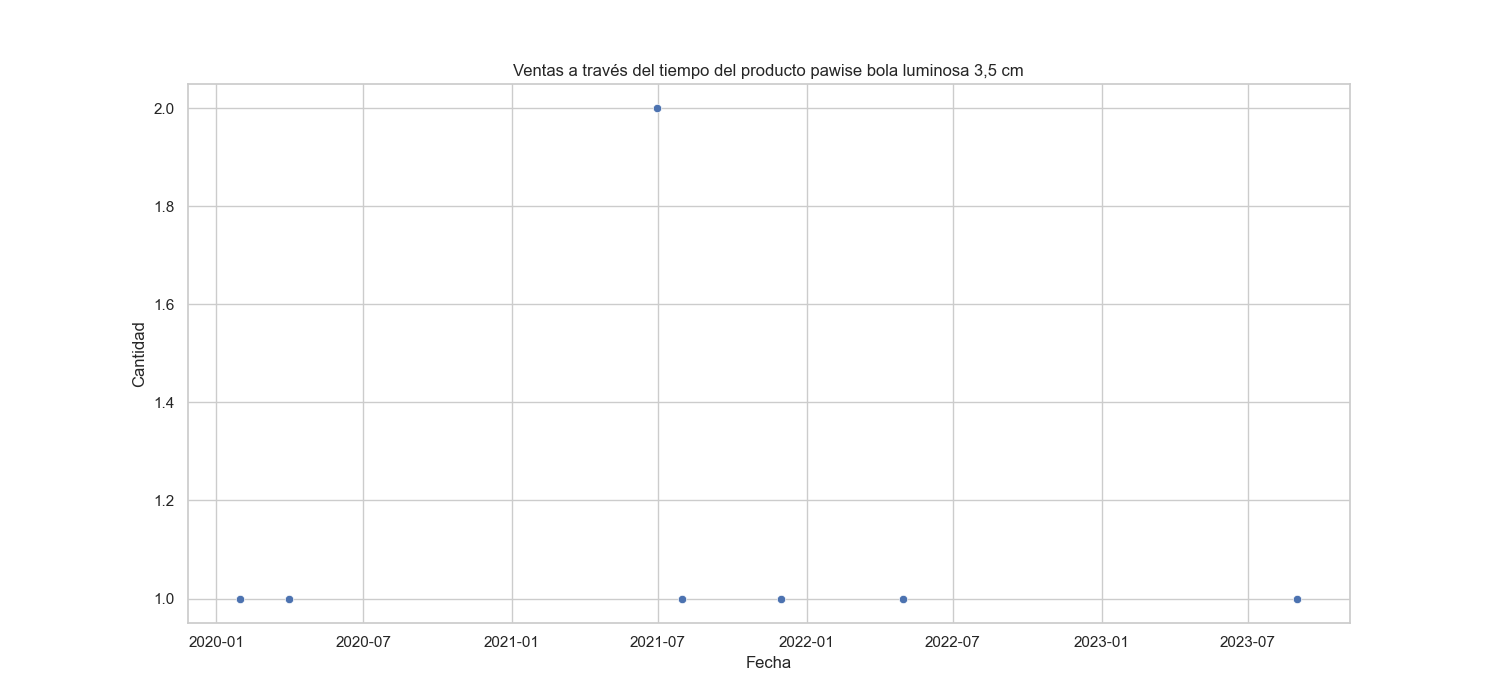 Ventas a través del tiempo del producto pawise bola luminosa 3,5 cm
2.0
1.8
1.6
1.4
1.2
1.0
Cantidad
2020-01 2020-07 2021-01 2021-07 2022-01 2022-07 2023-01 2023-07
Fecha